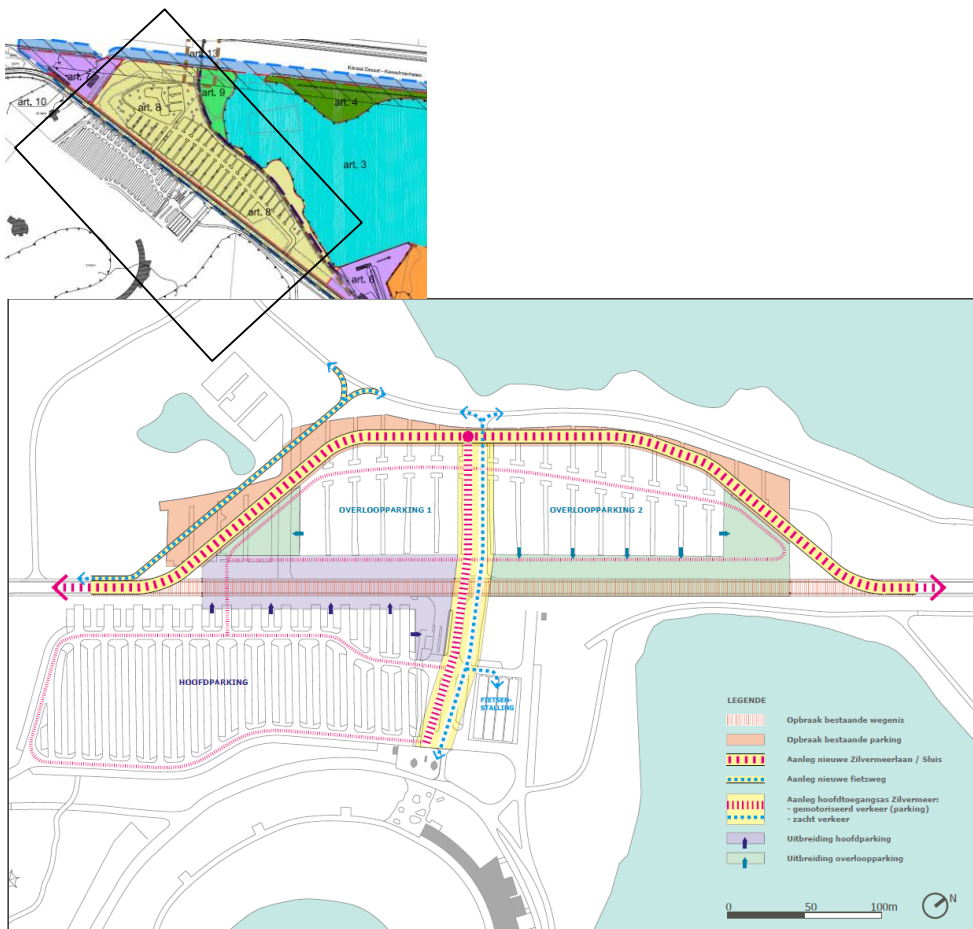 art. 13
Kanaal Dessel - Kwaadmechelen
art. 7
art. 10
art. 8
art. 9
art. 4
art. 3
art. 8
art. 6
OVERLOOPPARKING 1
OVERLOOPPARKING 2
HOOFDPARKING
FIETSEN-
STALLING
LEGENDE
Opbraak bestaande wegenis
Opbraak bestaande parking
Aanleg nieuwe Zilvermeerlaan / Sluis
Aanleg nieuwe fietsweg
Aanleg hoofdtoegangsas Zilvermeer:
- gemotoriseerd verkeer (parking)
- zacht verkeer
Uitbreiding hoofdparking
Uitbreiding overloopparking
0 50 100m
N